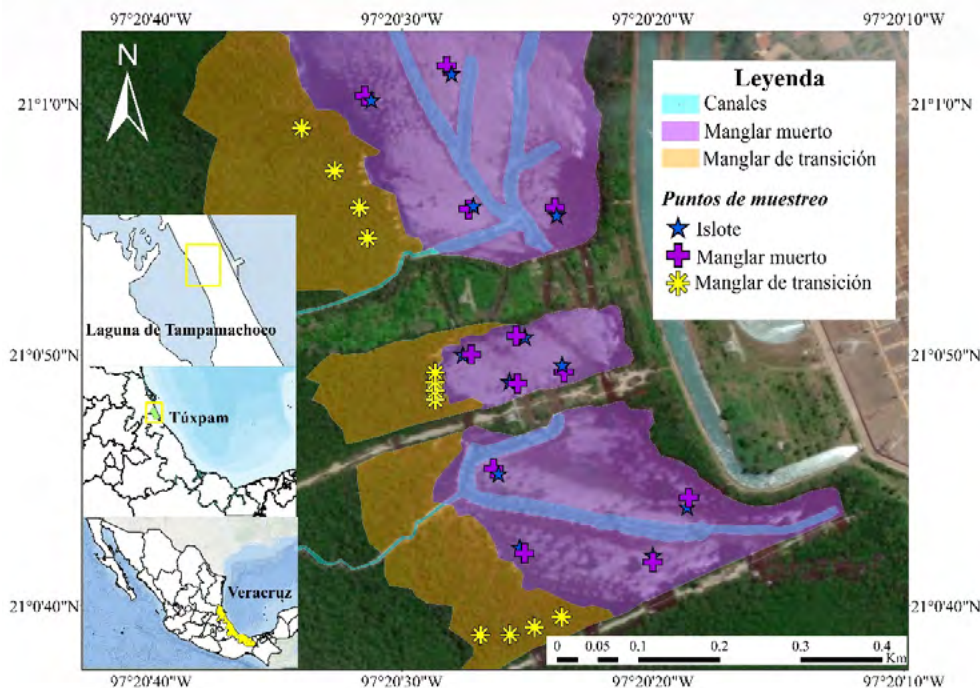 97°20'40"W 97°20'30"W 97°20'20"W 97°20'10"W
N
21°1'0"N
21°1'0"N
Leyenda
Canales
Manglar muerto
Manglar de transición
Puntos de muestreo
Islote
Manglar muerto
Manglar de transición
Laguna de Tampamachoco
21°0'50"N
21°0'50"N
Túxpam
Veracruz
21°0'40"N
21°0'40"N
0 0.05 0.1 0.2 0.3 0.4
Km
97°20'40"W 97°20'30"W 97°20'20"W 97°20'10"W